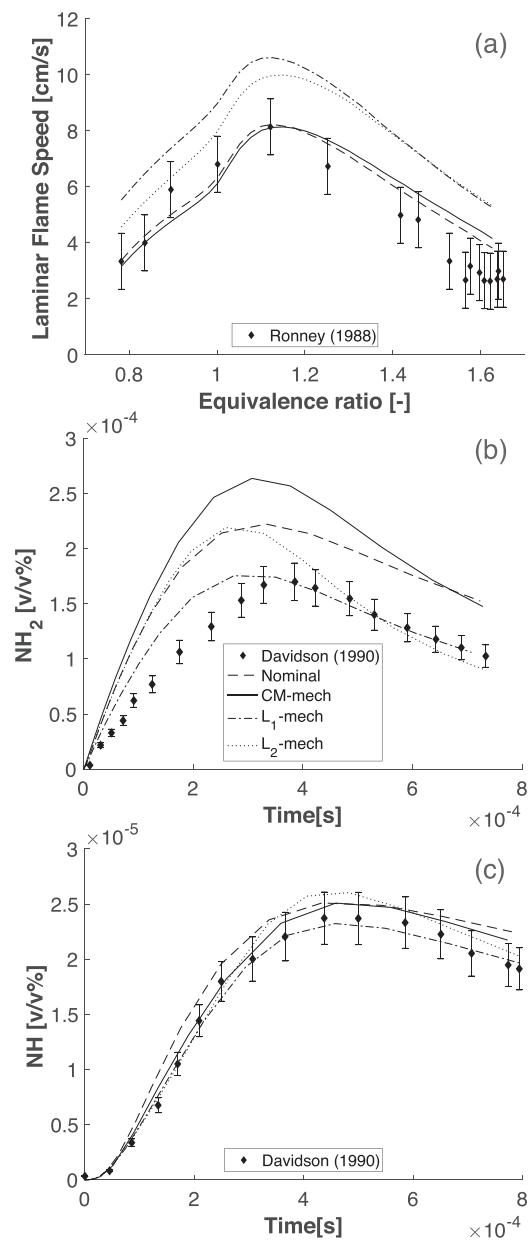 (a)
12
10
8
6
4
2
0
Laminar Flame Speed [cm/s]
Ronney (1988)
0.8 1 1.2 1.4 1.6
Equivalence ratio [-]
×10⁻⁴
(b)
3
2.5
2
1.5
1
0.5
0
NH₂ [v/v%]
Davidson (1990)
Nominal
CM-mech
L₁-mech
L₂-mech
0 2 4 6 8
Time[s]
×10⁻⁴
×10⁻⁵
(c)
3
2.5
2
1.5
1
0.5
0
NH [v/v%]
Davidson (1990)
0 2 4 6 8
Time[s]
×10⁻⁴